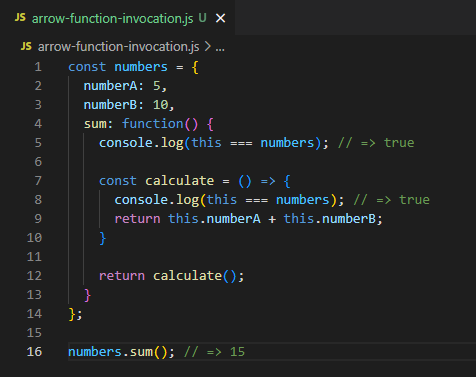 JS arrow-function-invocation.js U ×
JS arrow-function-invocation.js > ...
1 const numbers = {
2   numberA: 5,
3   numberB: 10,
4   sum: function() {
5     console.log(this === numbers); // => true
6
7     const calculate = () => {
8       console.log(this === numbers); // => true
9       return this.numberA + this.numberB;
10     }
11
12     return calculate();
13   }
14 };
15
16 numbers.sum(); // => 15